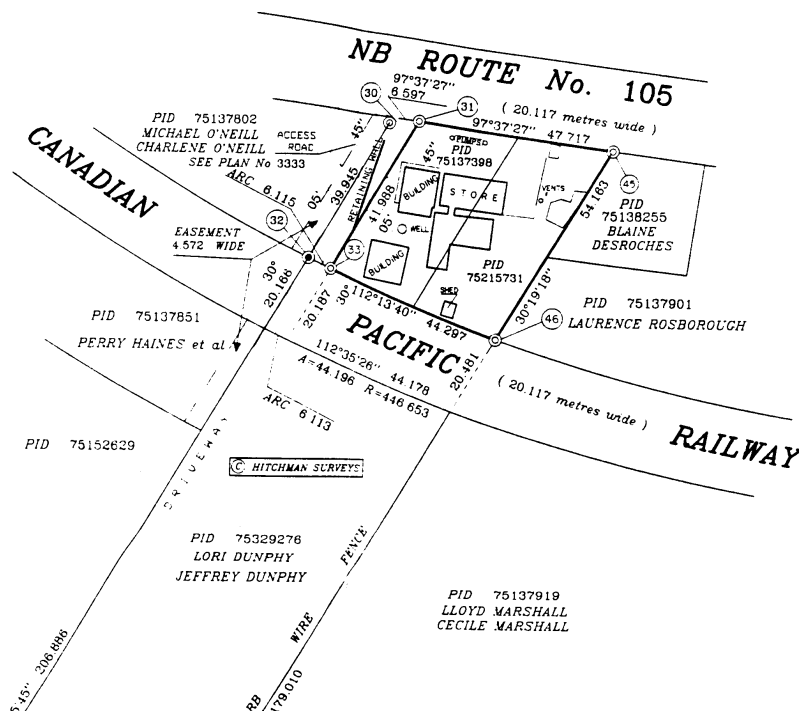 NB ROUTE No. 105
97°37'27"
6 597
30
31
( 20.117 metres wide )
97°37'27" 47 717
PID 75137802
MICHAEL O'NEILL
CHARLENE O'NEILL
SEE PLAN No 3333
ACCESS
ROAD
ARC 6.115
45"
05'
39.945
30°
20.166
RETAINING WALL
45"
41.988
05'
30°
20.187
PUMPS
PID
75137398
BUILDING
STORE
VENTS
WELL
BUILDING
SHED
PID
75215731
45
54.163
30°19'18"
PID
75138255
BLAINE
DESROCHES
CANADIAN
32
33
EASEMENT
4.572 WIDE
112°13'40"
44.297
46
PID 75137901
LAURENCE ROSBOROUGH
PID 75137851
PERRY HAINES et al
PACIFIC
112°35'26" 44.178
A=44.196 R=446 653
20.481
( 20.117 metres wide )
RAILWAY
ARC 6 113
PID 75152629
DRIVEWAY
© HITCHMAN SURVEYS
PID 75329276
LORI DUNPHY
JEFFREY DUNPHY
WIRE FENCE
PID 75137919
LLOYD MARSHALL
CECILE MARSHALL
5'45" 206 886
RB
179.010